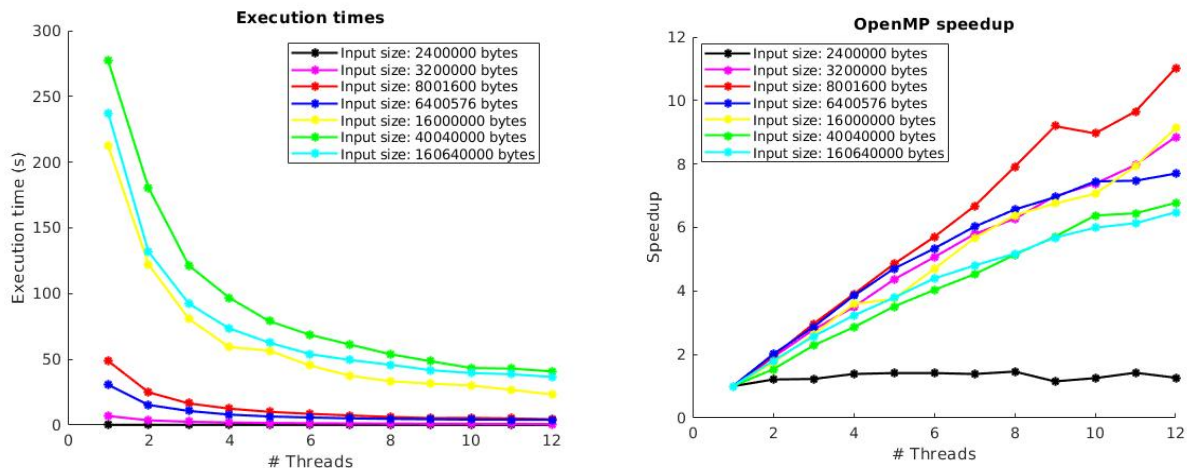 Execution times
300
250
200
150
100
50
0
Execution time (s)
Input size: 2400000 bytes
Input size: 3200000 bytes
Input size: 8001600 bytes
Input size: 6400576 bytes
Input size: 16000000 bytes
Input size: 40040000 bytes
Input size: 160640000 bytes
0 2 4 6 8 10 12
# Threads
OpenMP speedup
12
10
8
6
4
2
0
Speedup
Input size: 2400000 bytes
Input size: 3200000 bytes
Input size: 8001600 bytes
Input size: 6400576 bytes
Input size: 16000000 bytes
Input size: 40040000 bytes
Input size: 160640000 bytes
0 2 4 6 8 10 12
# Threads